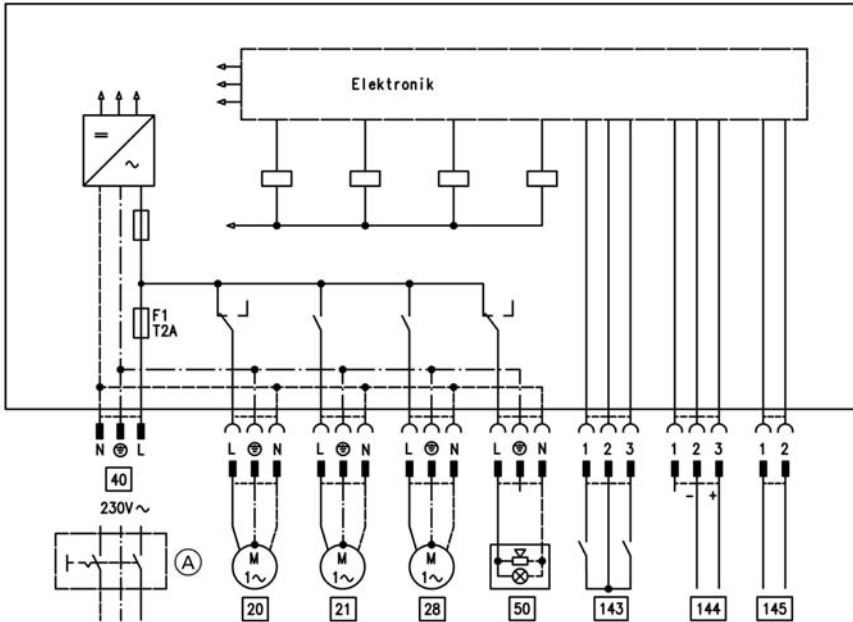 Elektronik
=
~
F1
T2A
N ⏚ L
L ⏚ N
L ⏚ N
L ⏚ N
L ⏚ N
1 2 3
1 2 3
1 2
- +
40
230V~
A
M
1~
M
1~
M
1~
20
21
28
50
143
144
145